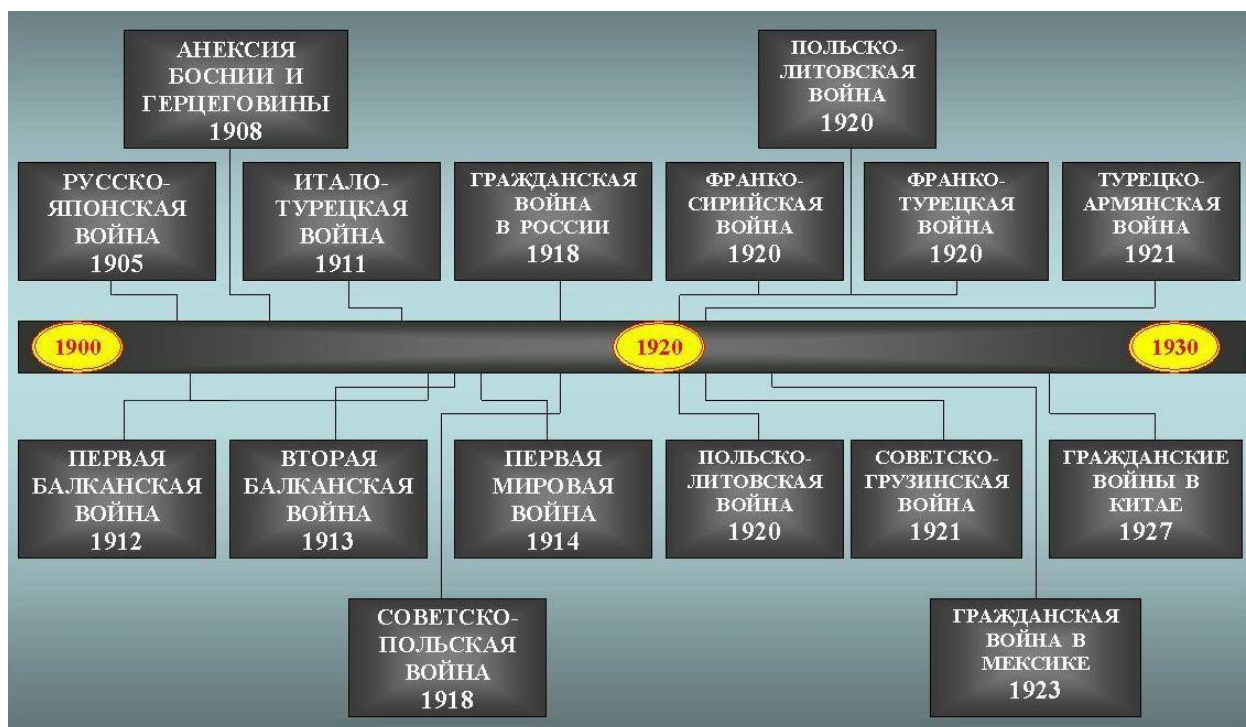 АНЕКСИЯ
БОСНИИ И
ГЕРЦЕГОВИНЫ
1908
ПОЛЬСКО-
ЛИТОВСКАЯ
ВОЙНА
1920
РУССКО-
ЯПОНСКАЯ
ВОЙНА
1905
ИТАЛО-
ТУРЕЦКАЯ
ВОЙНА
1911
ГРАЖДАНСКАЯ
ВОЙНА
В РОССИИ
1918
ФРАНКО-
СИРИЙСКАЯ
ВОЙНА
1920
ФРАНКО-
ТУРЕЦКАЯ
ВОЙНА
1920
ТУРЕЦКО-
АРМЯНСКАЯ
ВОЙНА
1921
1900
1920
1930
ПЕРВАЯ
БАЛКАНСКАЯ
ВОЙНА
1912
ВТОРАЯ
БАЛКАНСКАЯ
ВОЙНА
1913
ПЕРВАЯ
МИРОВАЯ
ВОЙНА
1914
ПОЛЬСКО-
ЛИТОВСКАЯ
ВОЙНА
1920
СОВЕТСКО-
ГРУЗИНСКАЯ
ВОЙНА
1921
ГРАЖДАНСКИЕ
ВОЙНЫ В
КИТАЕ
1927
СОВЕТСКО-
ПОЛЬСКАЯ
ВОЙНА
1918
ГРАЖДАНСКАЯ
ВОЙНА В
МЕКСИКЕ
1923